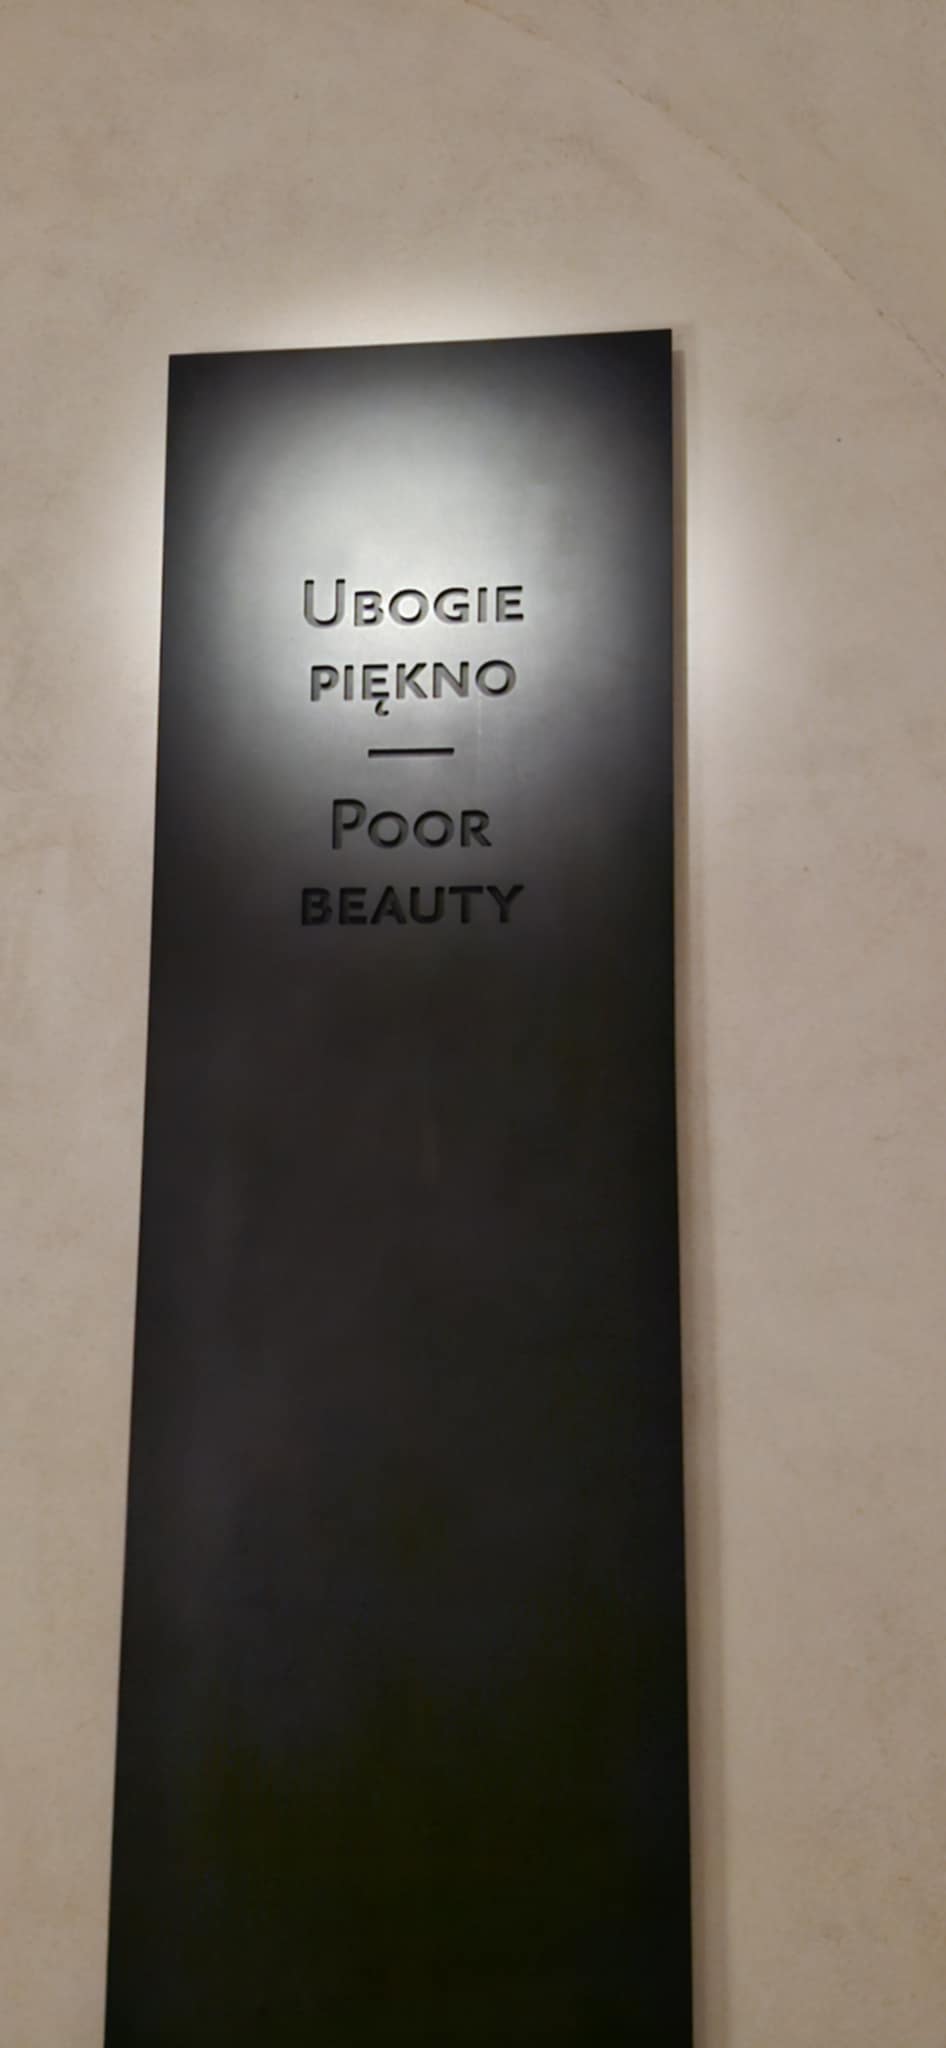 Ubogie
piękno
Poor
beauty